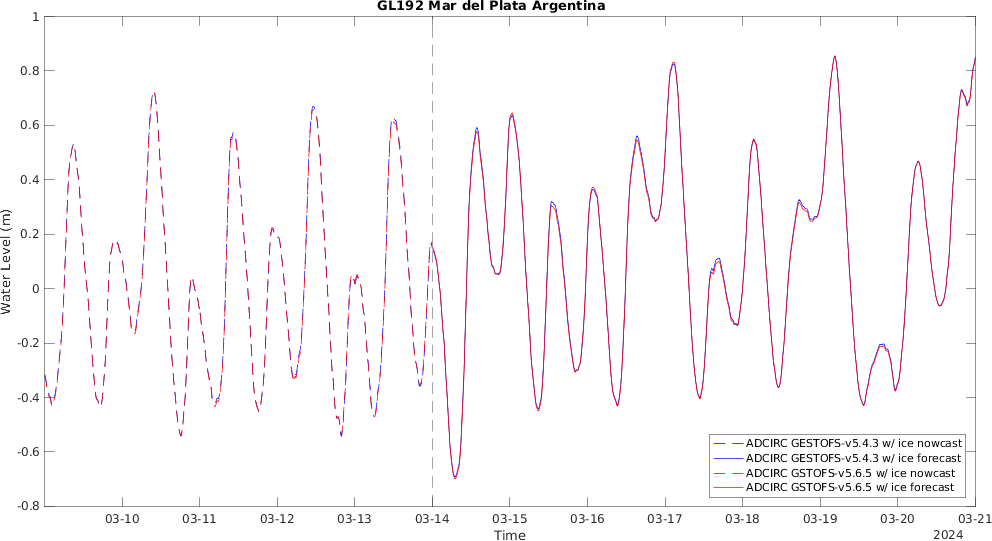 GL192 Mar del Plata Argentina
1
0.8
0.6
0.4
0.2
0
-0.2
-0.4
-0.6
-0.8
Water Level (m)
ADCIRC GESTOFS-v5.4.3 w/ ice nowcast
ADCIRC GESTOFS-v5.4.3 w/ ice forecast
ADCIRC GSTOFS-v5.6.5 w/ ice nowcast
ADCIRC GSTOFS-v5.6.5 w/ ice forecast
03-10 03-11 03-12 03-13 03-14 03-15 03-16 03-17 03-18 03-19 03-20 03-21
Time
2024